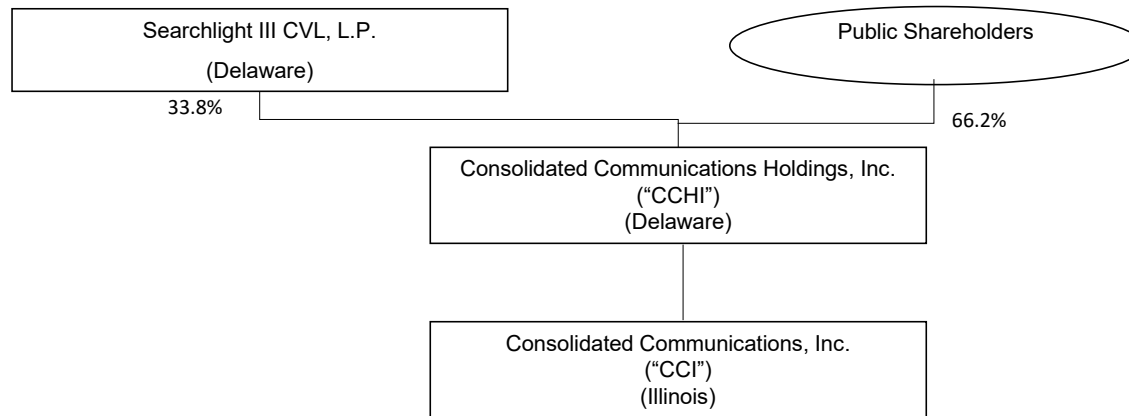 Searchlight III CVL, L.P.
(Delaware)
Public Shareholders
33.8%
66.2%
Consolidated Communications Holdings, Inc.
(“CCHI”)
(Delaware)
Consolidated Communications, Inc.
(“CCI”)
(Illinois)